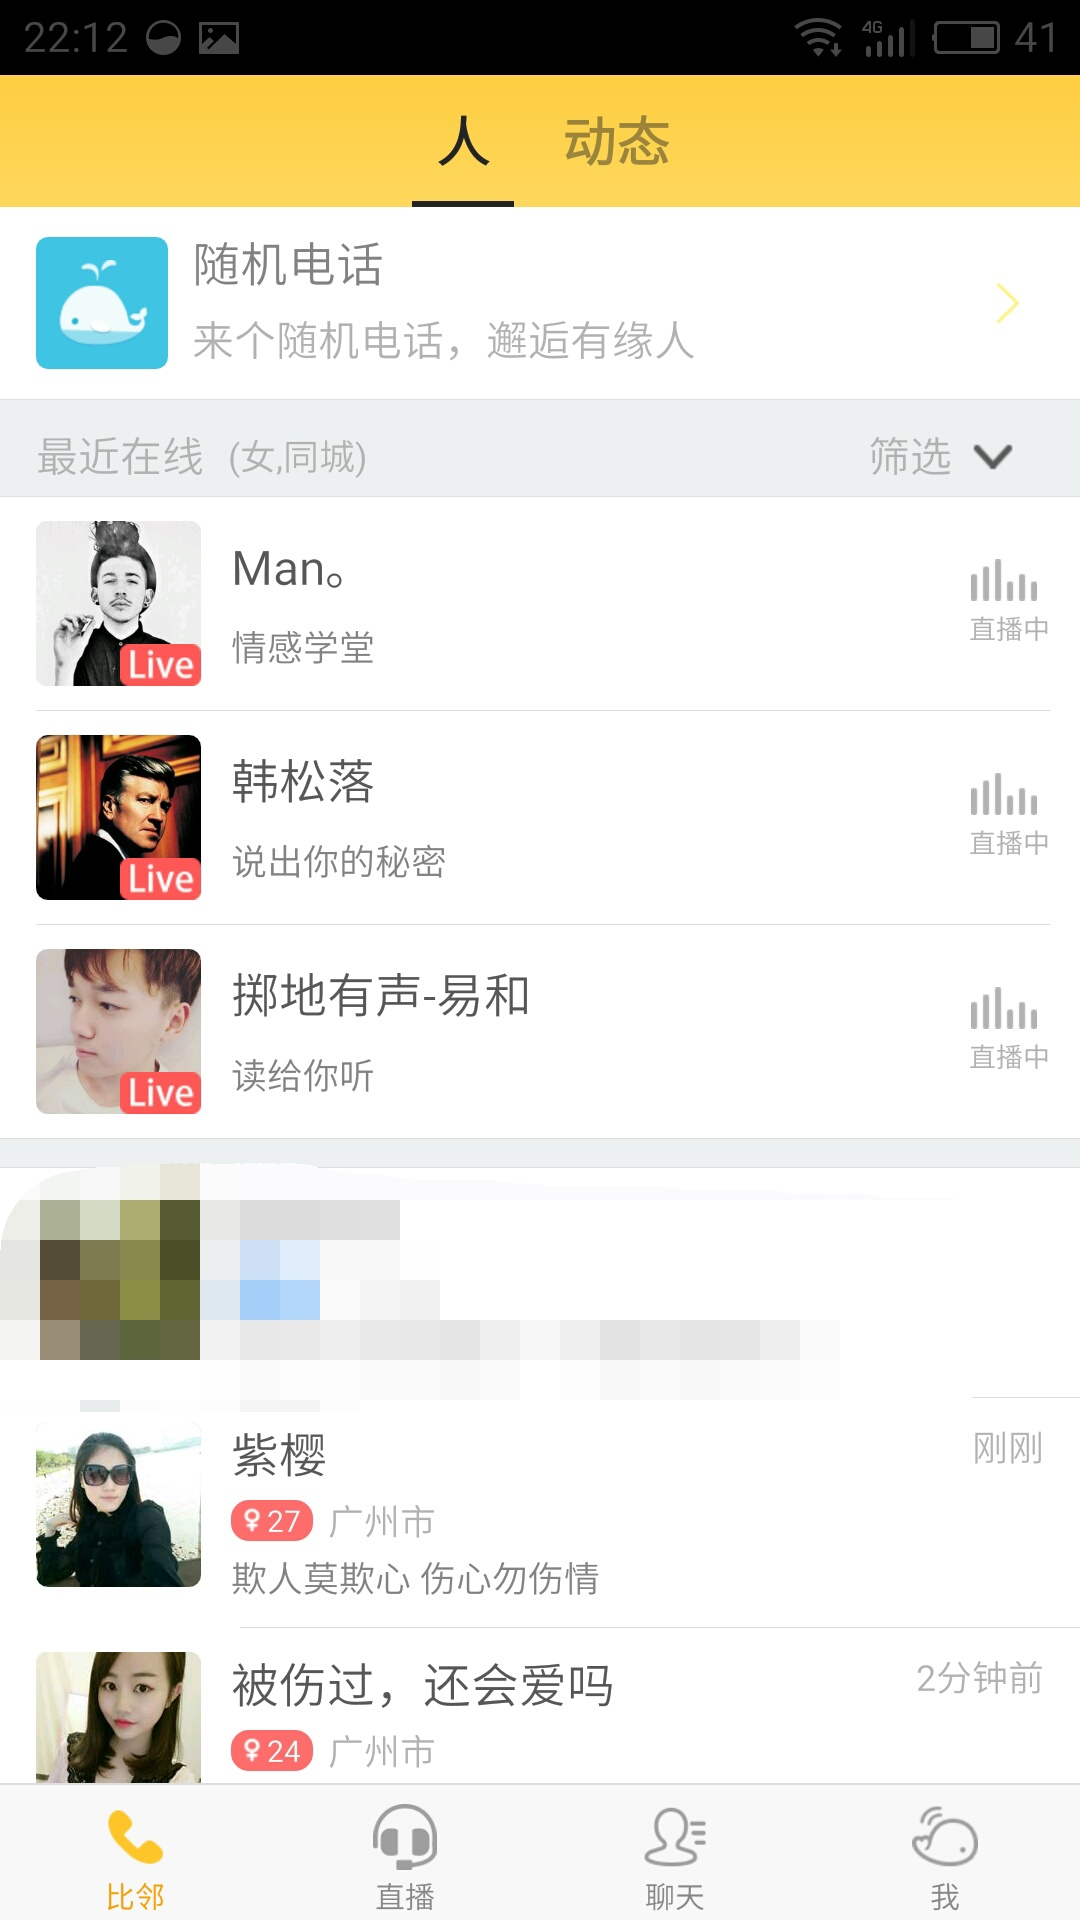 22:12
4G
41
人 动态
随机电话
来个随机电话，邂逅有缘人
最近在线 (女,同城) 筛选
Man。
直播中
情感学堂
Live
韩松落
直播中
说出你的秘密
Live
掷地有声-易和
直播中
读给你听
Live
紫樱 刚刚
♀27 广州市
欺人莫欺心 伤心勿伤情
被伤过，还会爱吗 2分钟前
♀24 广州市
比邻 直播 聊天 我